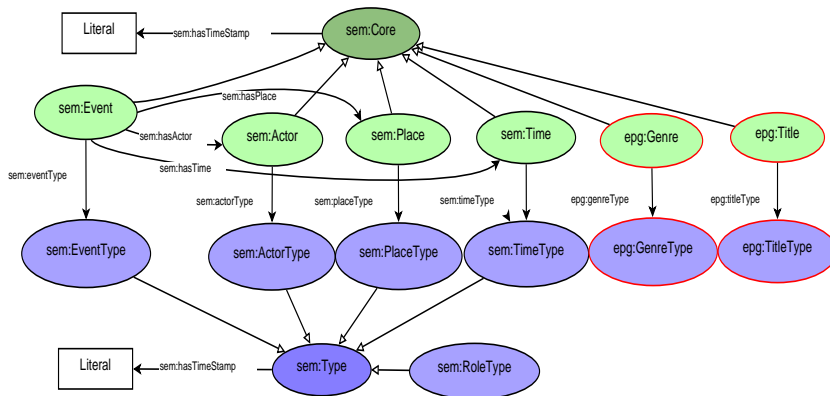 Literal
sem:hasTimeStamp
sem:Core
sem:Event
sem:hasPlace
sem:hasActor
sem:Actor
sem:Place
sem:Time
epg:Genre
epg:Title
sem:hasTime
sem:eventType
sem:actorType
sem:placeType
sem:timeType
epg:genreType
epg:titleType
sem:EventType
sem:ActorType
sem:PlaceType
sem:TimeType
epg:GenreType
epg:TitleType
Literal
sem:hasTimeStamp
sem:Type
sem:RoleType